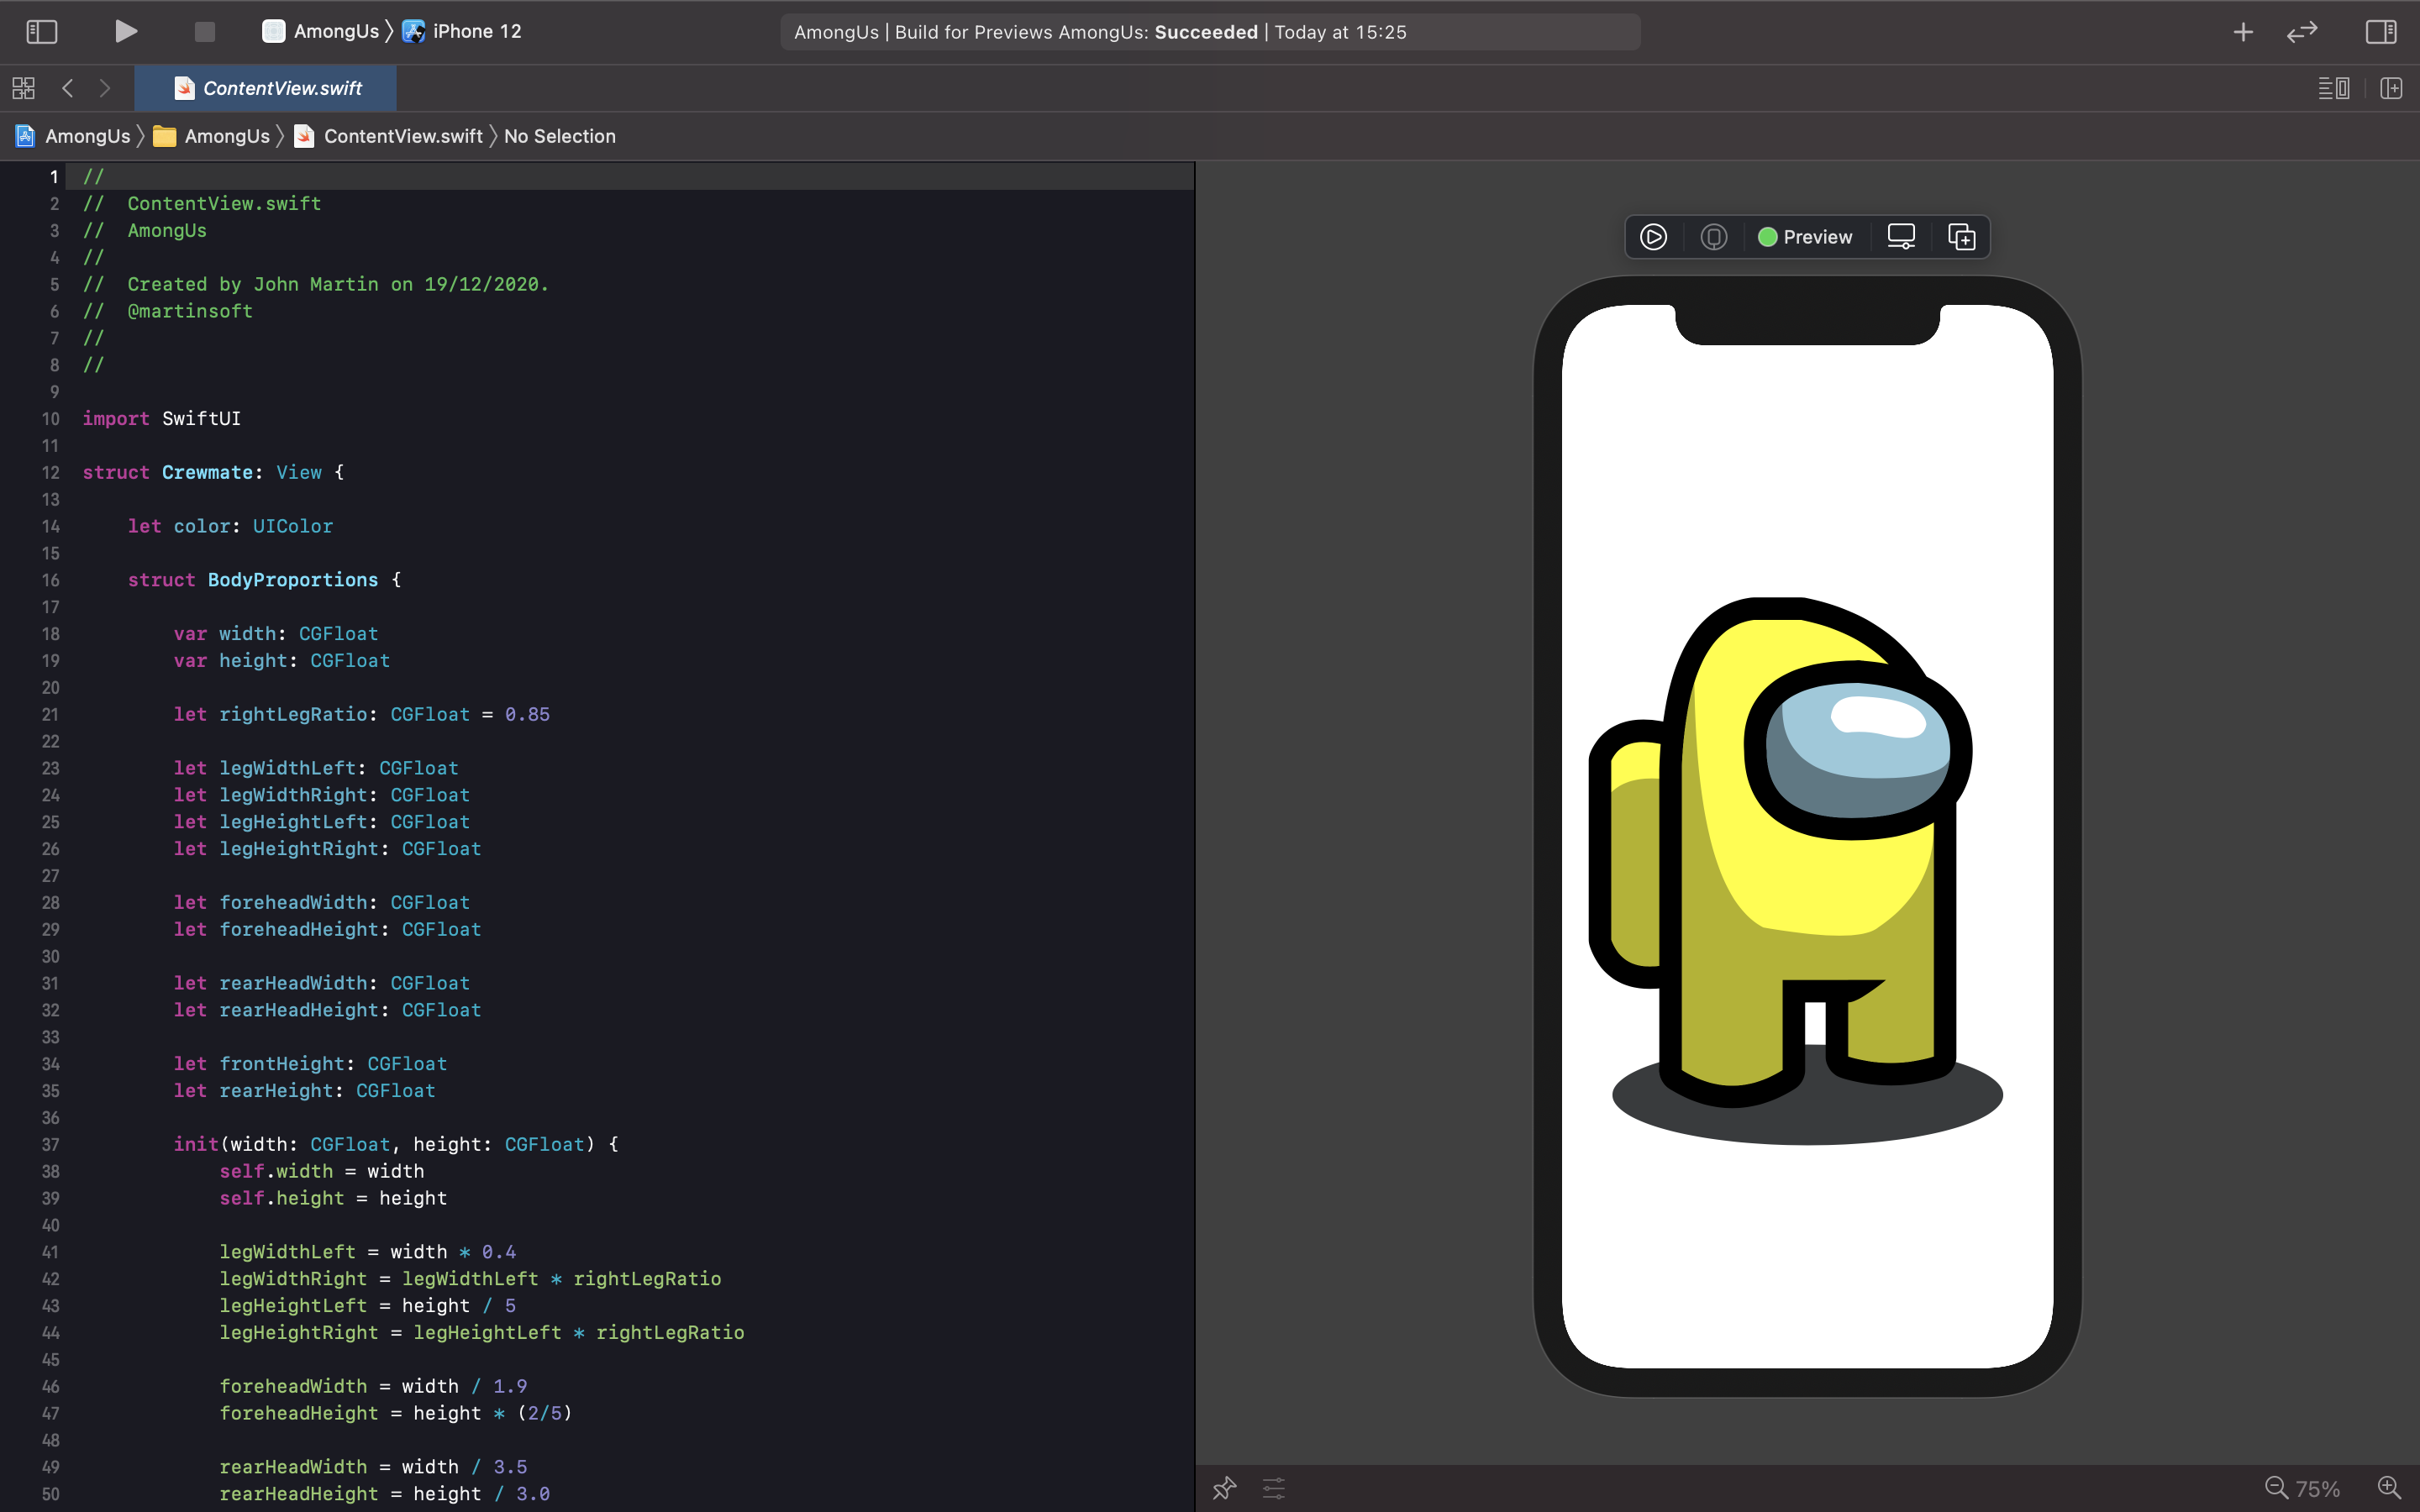 AmongUs 〉 iPhone 12
AmongUs | Build for Previews AmongUs: Succeeded | Today at 15:25
ContentView.swift
AmongUs 〉 AmongUs 〉 ContentView.swift 〉 No Selection
1 //
2 //  ContentView.swift
3 //  AmongUs
4 //
5 //  Created by John Martin on 19/12/2020.
6 //  @martinsoft
7 //
8 //
9
10 import SwiftUI
11
12 struct Crewmate: View {
13
14     let color: UIColor
15
16     struct BodyProportions {
17
18         var width: CGFloat
19         var height: CGFloat
20
21         let rightLegRatio: CGFloat = 0.85
22
23         let legWidthLeft: CGFloat
24         let legWidthRight: CGFloat
25         let legHeightLeft: CGFloat
26         let legHeightRight: CGFloat
27
28         let foreheadWidth: CGFloat
29         let foreheadHeight: CGFloat
30
31         let rearHeadWidth: CGFloat
32         let rearHeadHeight: CGFloat
33
34         let frontHeight: CGFloat
35         let rearHeight: CGFloat
36
37         init(width: CGFloat, height: CGFloat) {
38             self.width = width
39             self.height = height
40
41             legWidthLeft = width * 0.4
42             legWidthRight = legWidthLeft * rightLegRatio
43             legHeightLeft = height / 5
44             legHeightRight = legHeightLeft * rightLegRatio
45
46             foreheadWidth = width / 1.9
47             foreheadHeight = height * (2/5)
48
49             rearHeadWidth = width / 3.5
50             rearHeadHeight = height / 3.0
Preview
75%